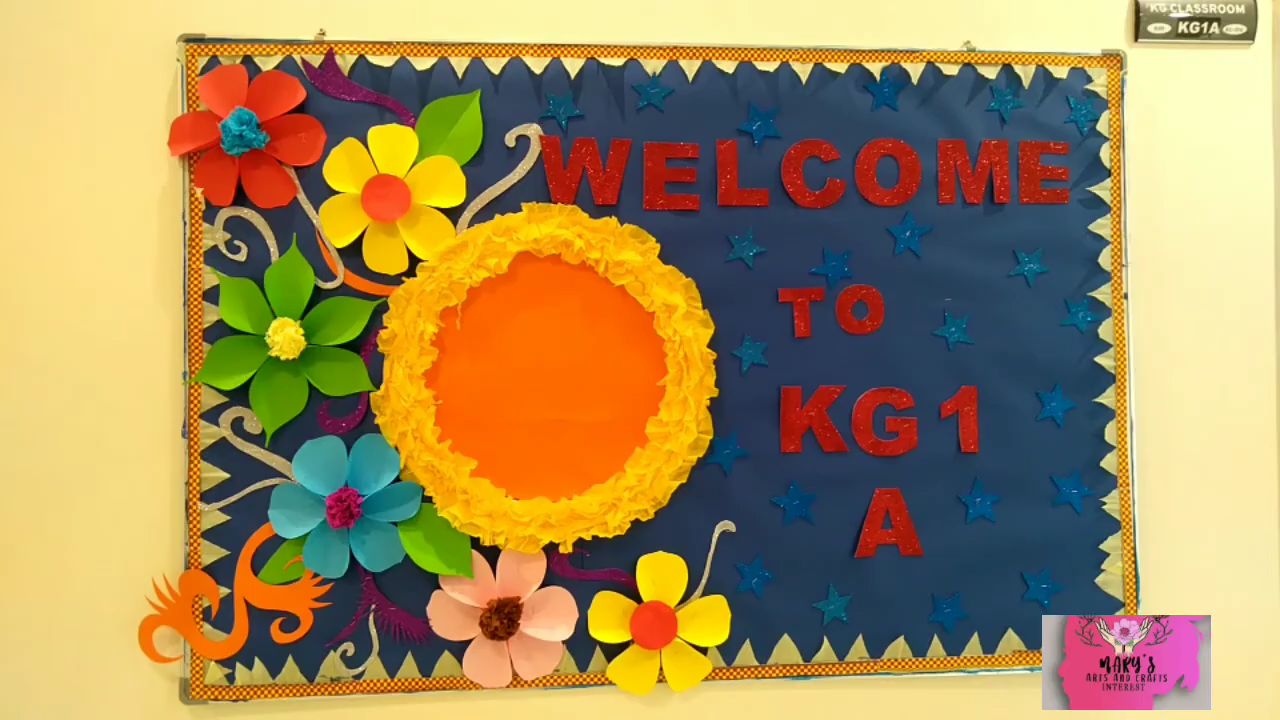 KG CLASSROOM
KG1A
WELCOME
TO
KG1
A
MARY'S
ARTS AND CRAFTS
INTEREST